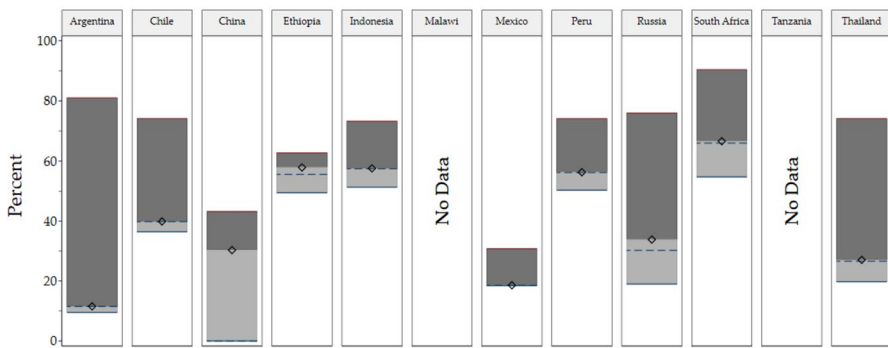 Argentina Chile China Ethiopia Indonesia Malawi Mexico Peru Russia South Africa Tanzania Thailand
100
80
60
40
20
0
Percent
No Data
No Data